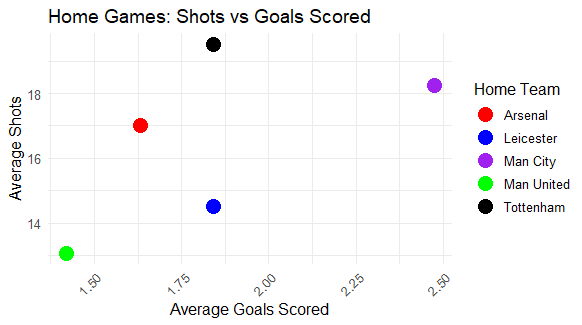 Home Games: Shots vs Goals Scored
18
16
14
Average Shots
1.50
1.75
2.00
2.25
2.50
Average Goals Scored
Home Team
Arsenal
Leicester
Man City
Man United
Tottenham